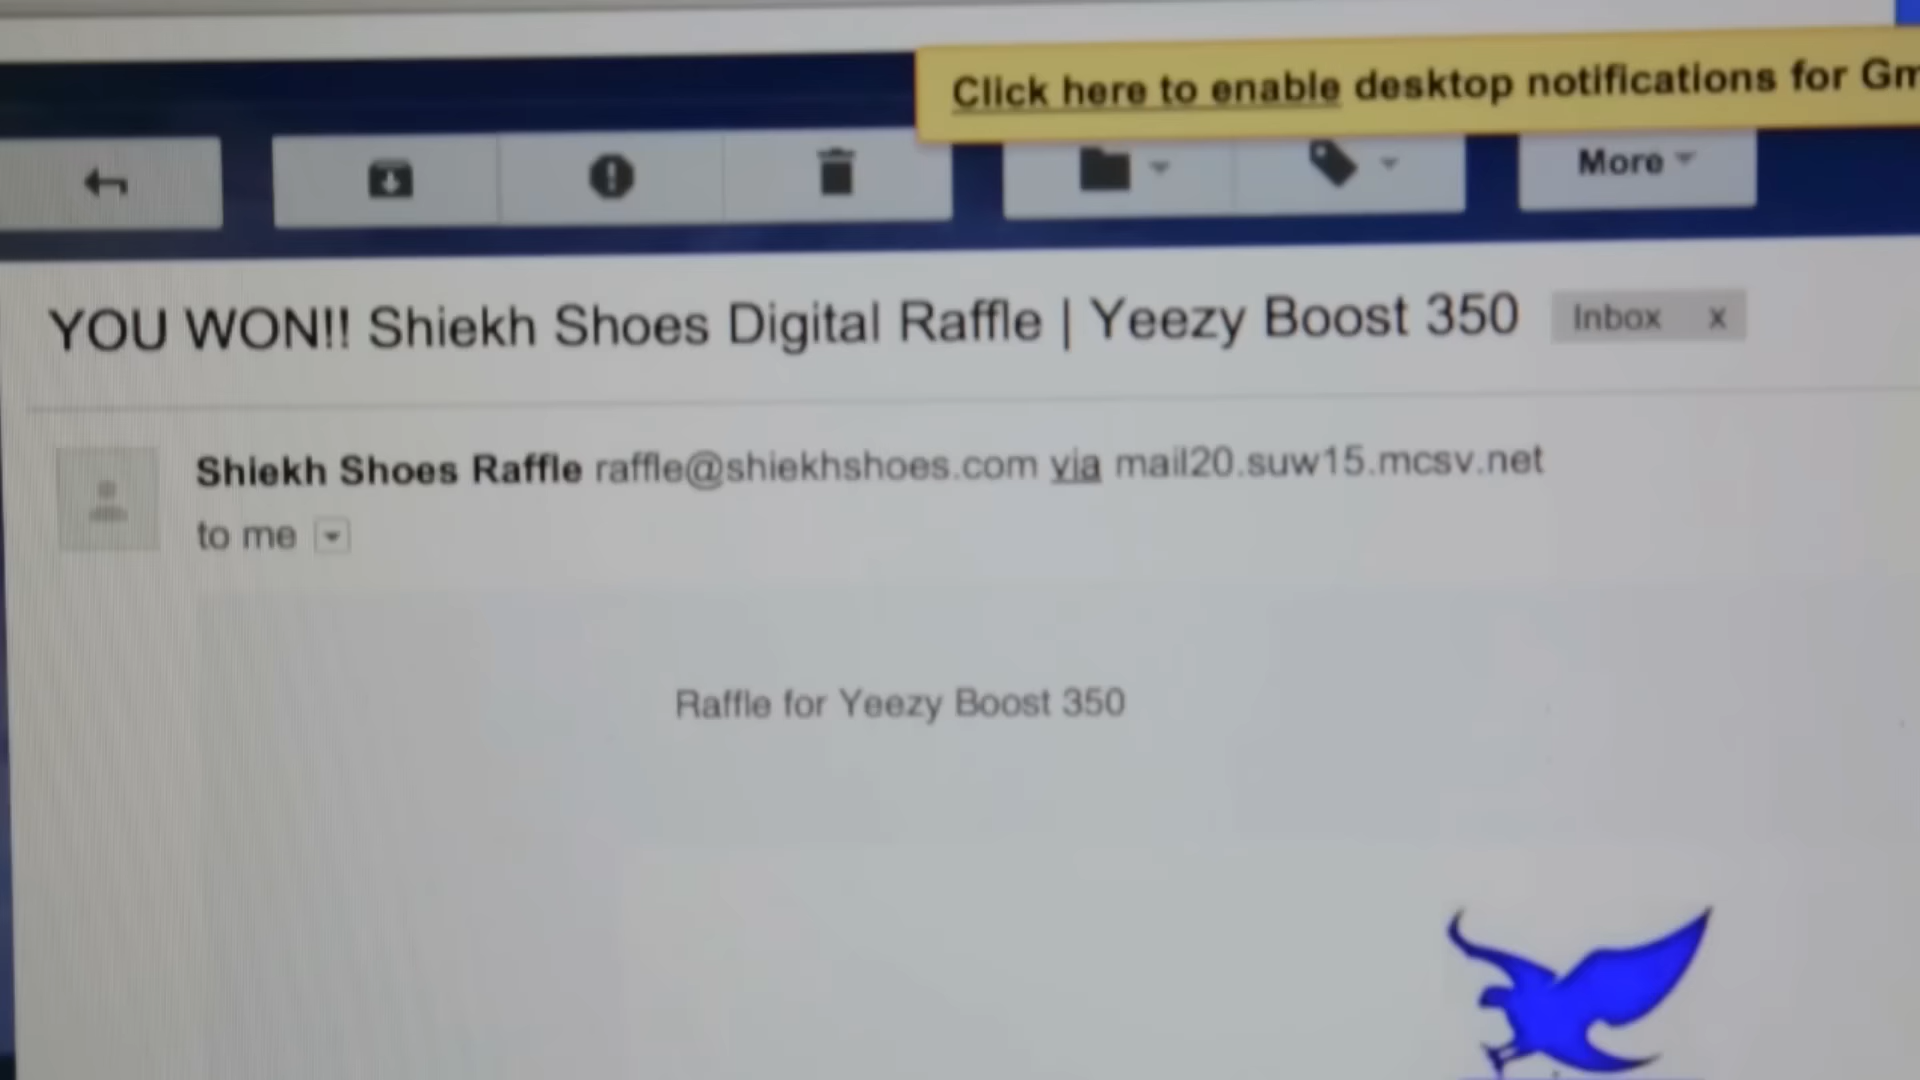 Click here to enable desktop notifications for Gm
More
YOU WON!! Shiekh Shoes Digital Raffle | Yeezy Boost 350 Inbox x
Shiekh Shoes Raffle raffle@shiekhshoes.com via mail20.suw15.mcsv.net
to me
Raffle for Yeezy Boost 350